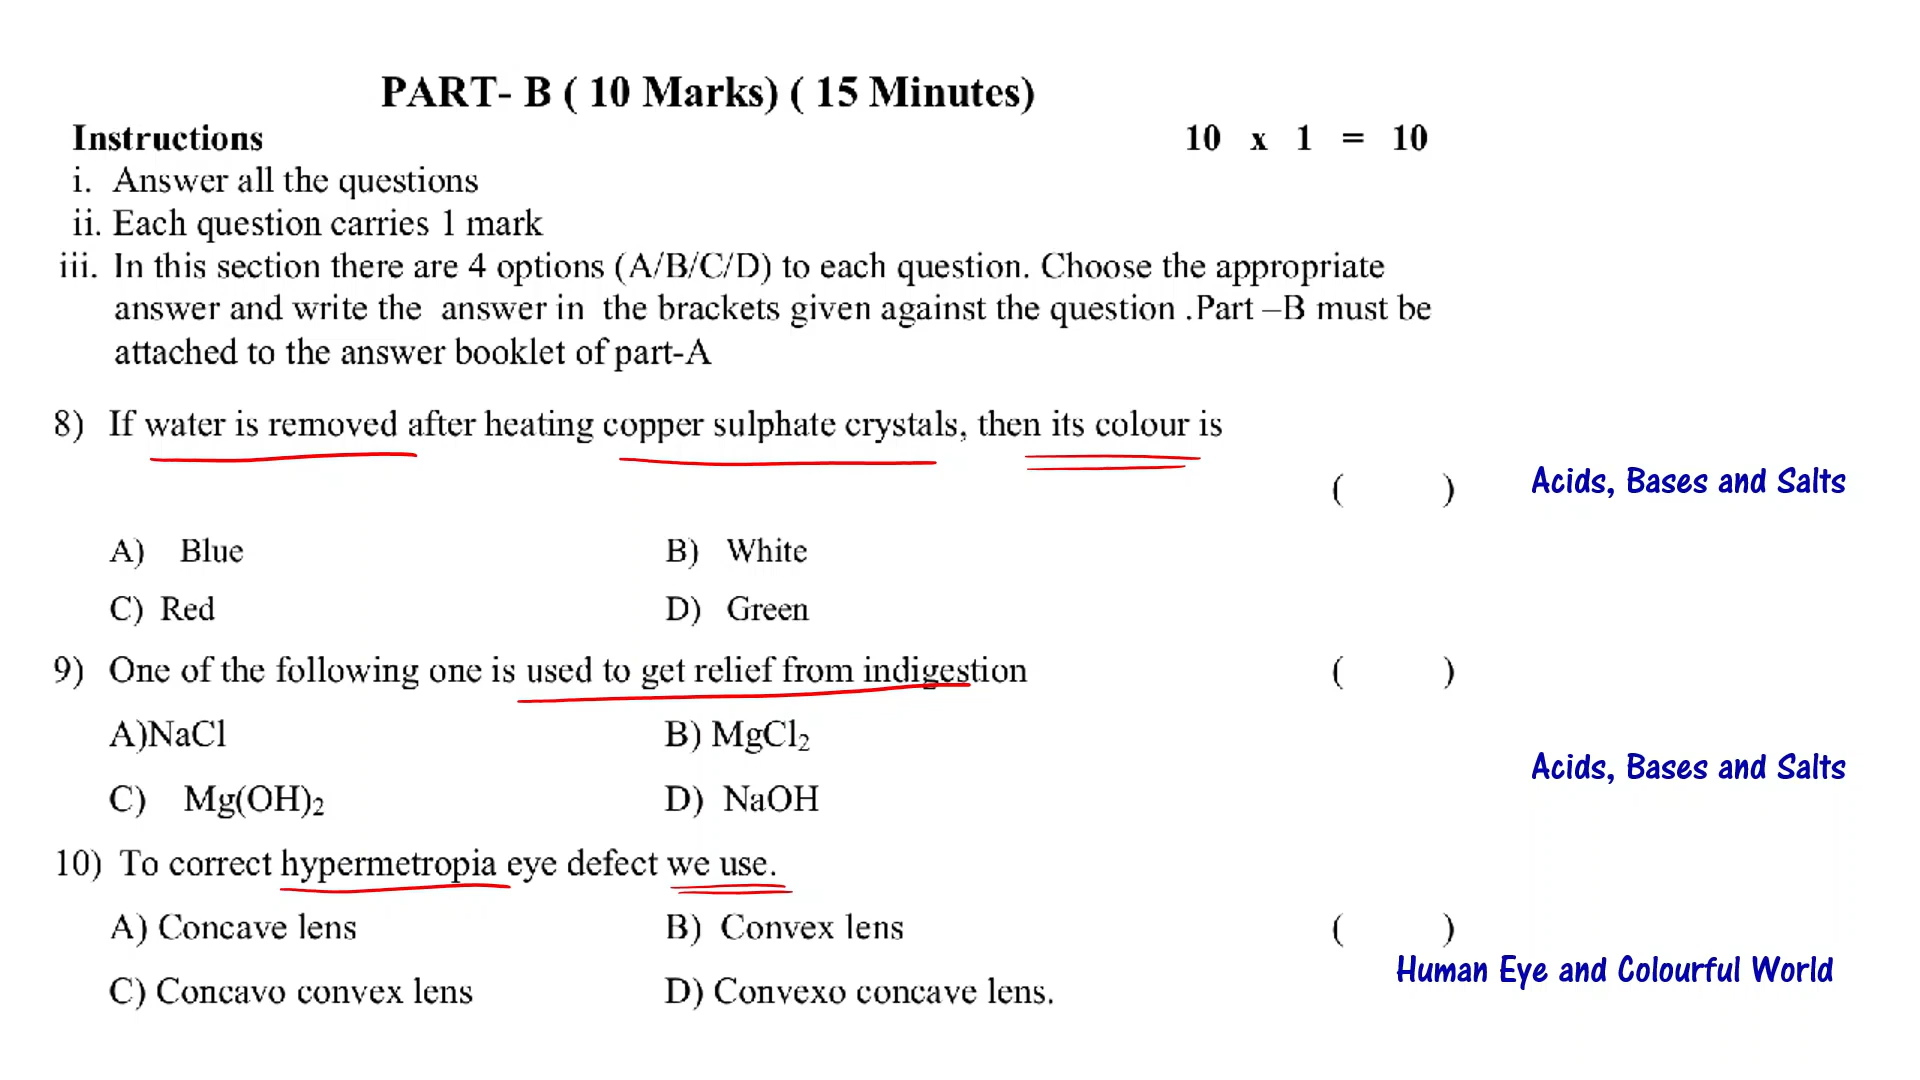 PART- B ( 10 Marks) ( 15 Minutes)
Instructions 10 x 1 = 10
i. Answer all the questions
ii. Each question carries 1 mark
iii. In this section there are 4 options (A/B/C/D) to each question. Choose the appropriate
answer and write the answer in the brackets given against the question .Part –B must be
attached to the answer booklet of part-A
8) If water is removed after heating copper sulphate crystals, then its colour is
( ) Acids, Bases and Salts
A) Blue B) White
C) Red D) Green
9) One of the following one is used to get relief from indigestion ( )
A)NaCl B) MgCl₂
Acids, Bases and Salts
C) Mg(OH)₂ D) NaOH
10) To correct hypermetropia eye defect we use.
A) Concave lens B) Convex lens ( )
Human Eye and Colourful World
C) Concavo convex lens D) Convexo concave lens.